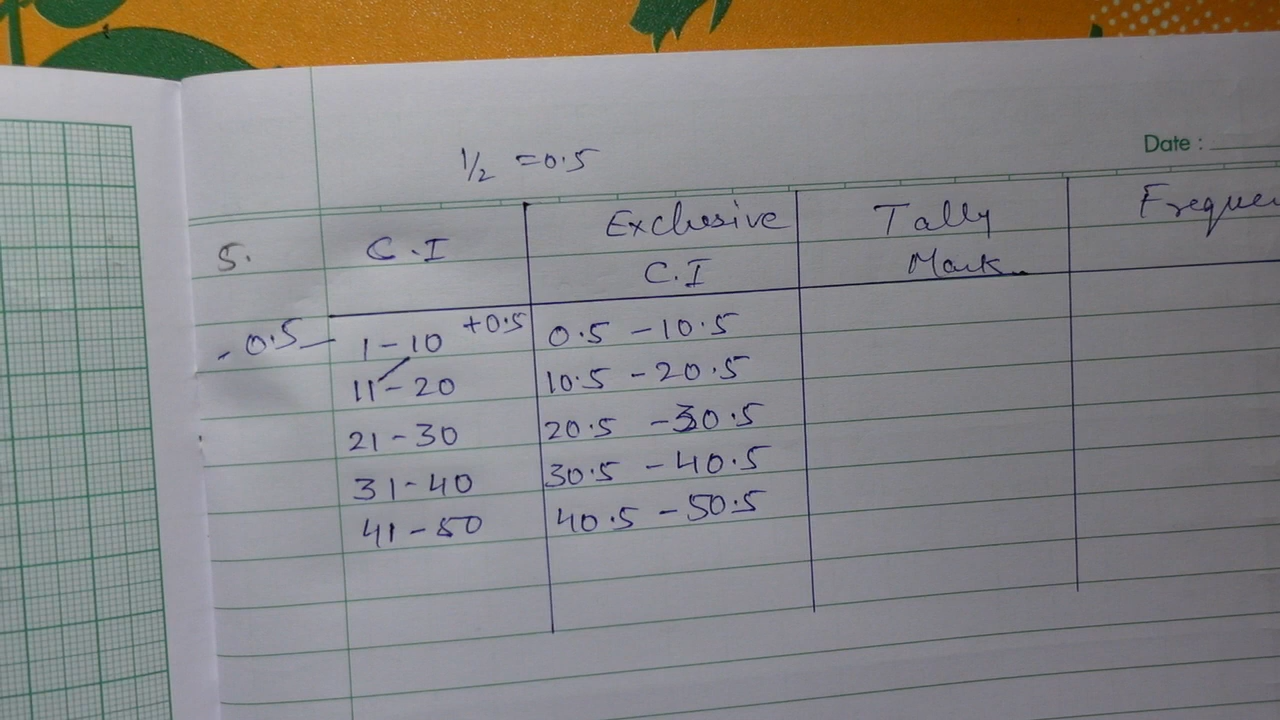 Date :
1/2 = 0.5
5. C.I Exclusive C.I Tally Mark Freque
- 0.5 1-10 +0.5 0.5 - 10.5
11-20 10.5 - 20.5
21-30 20.5 - 30.5
31-40 30.5 - 40.5
41-50 40.5 - 50.5